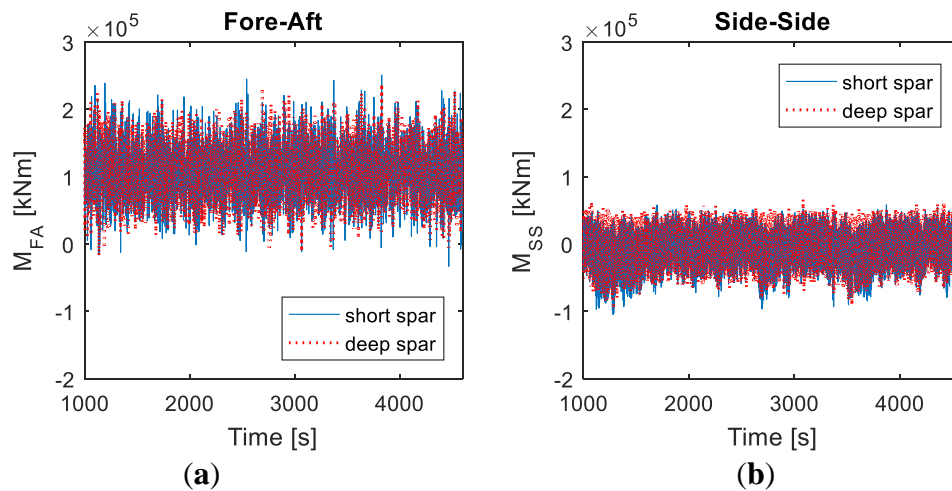 Fore-Aft
× 10^5
3
2
1
0
-1
-2
M_FA [kNm]
short spar
deep spar
1000 2000 3000 4000
Time [s]
(a)
Side-Side
× 10^5
3
2
1
0
-1
-2
M_SS [kNm]
short spar
deep spar
1000 2000 3000 4000
Time [s]
(b)